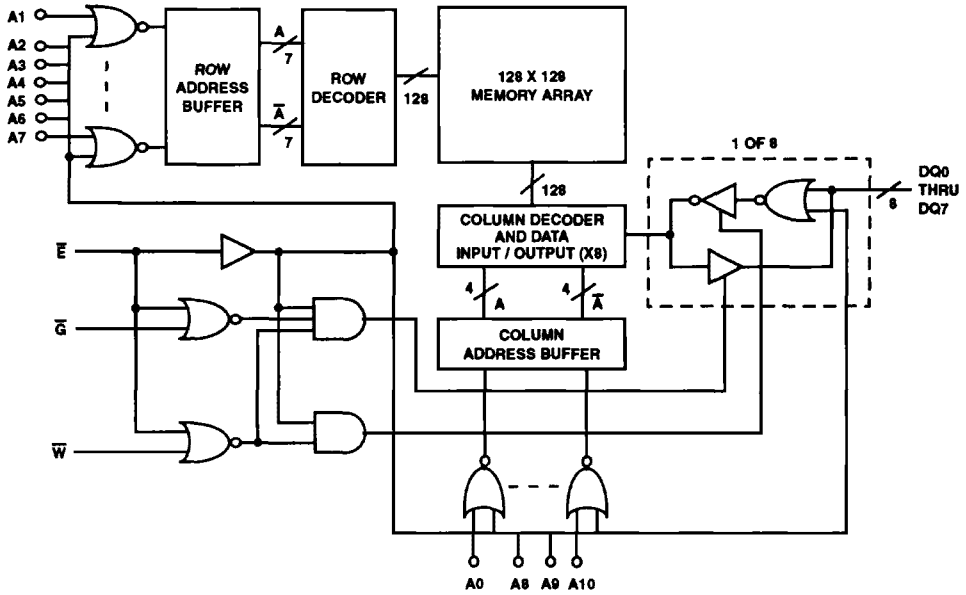 A1
A2
A3
A4
A5
A6
A7
ROW
ADDRESS
BUFFER
A
7
A̅
7
ROW
DECODER
128
128 X 128
MEMORY ARRAY
128
1 OF 8
8
DQ0
THRU
DQ7
COLUMN DECODER
AND DATA
INPUT / OUTPUT (X8)
4
A
4
A̅
COLUMN
ADDRESS BUFFER
E̅
G̅
W̅
A0
A8
A9
A10